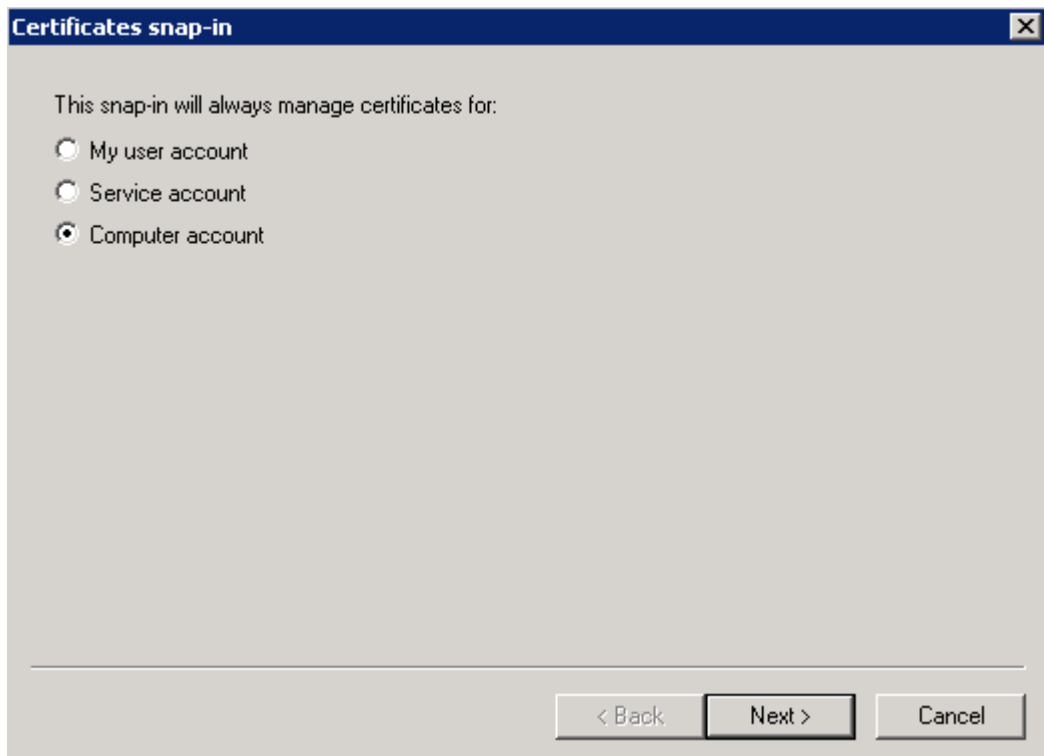 Certificates snap-in
This snap-in will always manage certificates for:
My user account
Service account
Computer account
< Back
Next >
Cancel